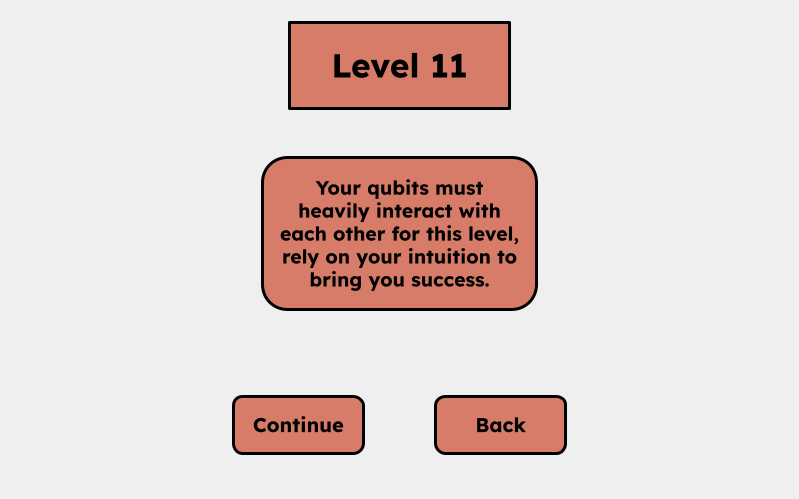 Level 11
Your qubits must
heavily interact with
each other for this level,
rely on your intuition to
bring you success.
Continue
Back